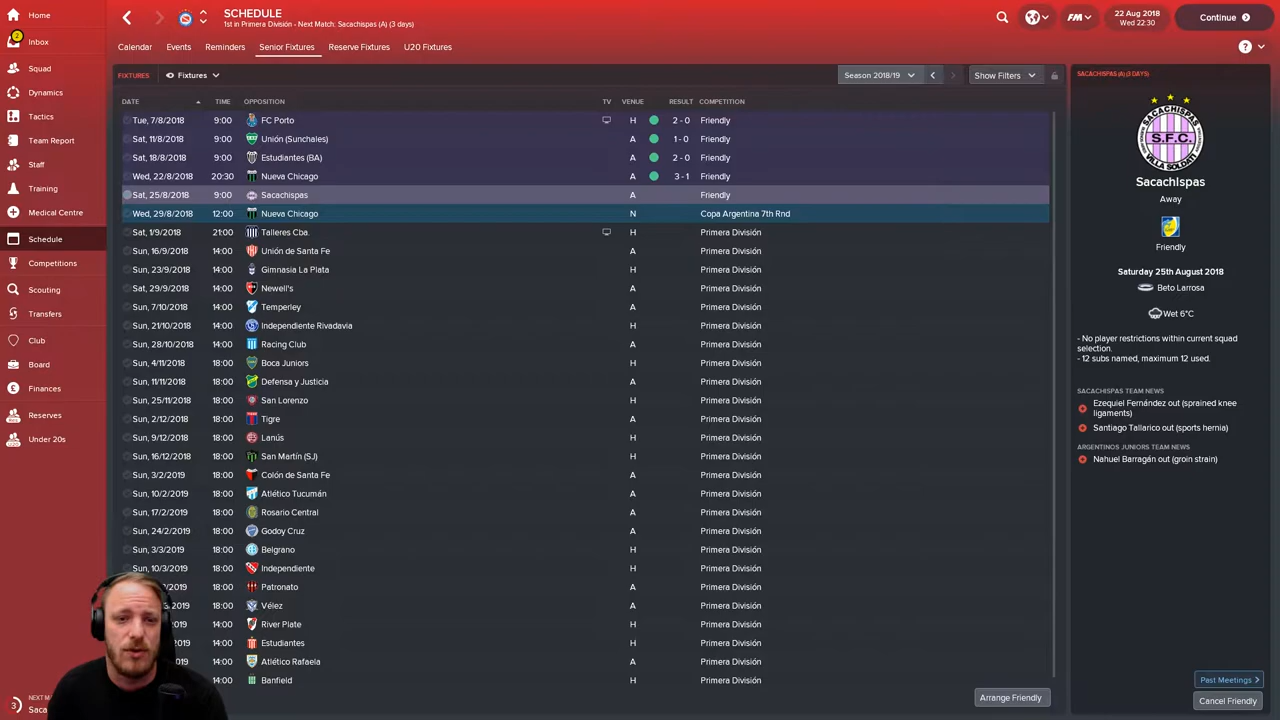 Home
2
Inbox
Squad
Dynamics
Tactics
Team Report
Staff
Training
Medical Centre
Schedule
Competitions
Scouting
Transfers
Club
Board
Finances
Reserves
Under 20s
3 NEXT
Saca
SCHEDULE
1st in Primera División - Next Match: Sacachispas (A) (3 days)
FM
22 Aug 2018
Wed 22:30
Continue
Calendar Events Reminders Senior Fixtures Reserve Fixtures U20 Fixtures
?
FIXTURES Fixtures Season 2018/19 Show Filters
DATE TIME OPPOSITION TV VENUE RESULT COMPETITION
Tue, 7/8/2018 9:00 FC Porto H 2 - 0 Friendly
Sat, 11/8/2018 9:00 Unión (Sunchales) A 1 - 0 Friendly
Sat, 18/8/2018 9:00 Estudiantes (BA) A 2 - 0 Friendly
Wed, 22/8/2018 20:30 Nueva Chicago A 3 - 1 Friendly
Sat, 25/8/2018 9:00 Sacachispas A Friendly
Wed, 29/8/2018 12:00 Nueva Chicago N Copa Argentina 7th Rnd
Sat, 1/9/2018 21:00 Talleres Cba. H Primera División
Sun, 16/9/2018 14:00 Unión de Santa Fe A Primera División
Sun, 23/9/2018 14:00 Gimnasia La Plata H Primera División
Sat, 29/9/2018 14:00 Newell's A Primera División
Sun, 7/10/2018 14:00 Temperley H Primera División
Sun, 21/10/2018 14:00 Independiente Rivadavia H Primera División
Sun, 28/10/2018 14:00 Racing Club A Primera División
Sun, 4/11/2018 18:00 Boca Juniors H Primera División
Sun, 11/11/2018 18:00 Defensa y Justicia A Primera División
Sun, 25/11/2018 18:00 San Lorenzo H Primera División
Sun, 2/12/2018 18:00 Tigre A Primera División
Sun, 9/12/2018 18:00 Lanús H Primera División
Sun, 16/12/2018 18:00 San Martín (SJ) H Primera División
Sun, 3/2/2019 18:00 Colón de Santa Fe A Primera División
Sun, 10/2/2019 18:00 Atlético Tucumán A Primera División
Sun, 17/2/2019 18:00 Rosario Central A Primera División
Sun, 24/2/2019 18:00 Godoy Cruz A Primera División
Sun, 3/3/2019 18:00 Belgrano H Primera División
Sun, 10/3/2019 18:00 Independiente H Primera División
/2019 18:00 Patronato A Primera División
/2019 18:00 Vélez A Primera División
/2019 18:00 River Plate H Primera División
2019 14:00 Estudiantes H Primera División
2019 14:00 Atlético Rafaela A Primera División
14:00 Banfield H Primera División
Arrange Friendly
SACACHISPAS (A) (3 DAYS)
SACACHISPAS
S.F.C.
VILLA SOLDATI
Sacachispas
Away
Friendly
Saturday 25th August 2018
Beto Larrosa
Wet 6°C
- No player restrictions within current squad
selection.
- 12 subs named, maximum 12 used.
SACACHISPAS TEAM NEWS
Ezequiel Fernández out (sprained knee
ligaments)
Santiago Tallarico out (sports hernia)
ARGENTINOS JUNIORS TEAM NEWS
Nahuel Barragán out (groin strain)
Past Meetings
Cancel Friendly